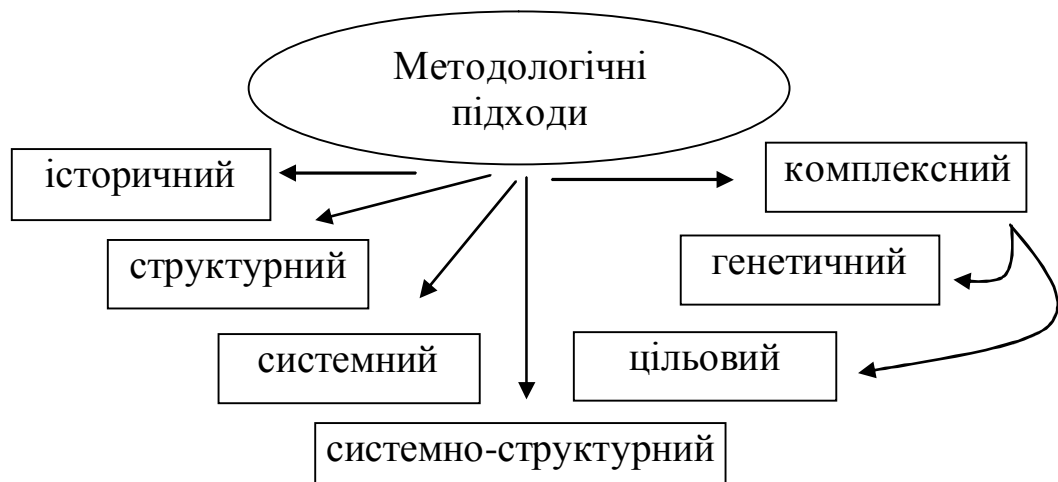 Методологічні
підходи
історичний
комплексний
структурний
генетичний
системний
цільовий
системно-структурний